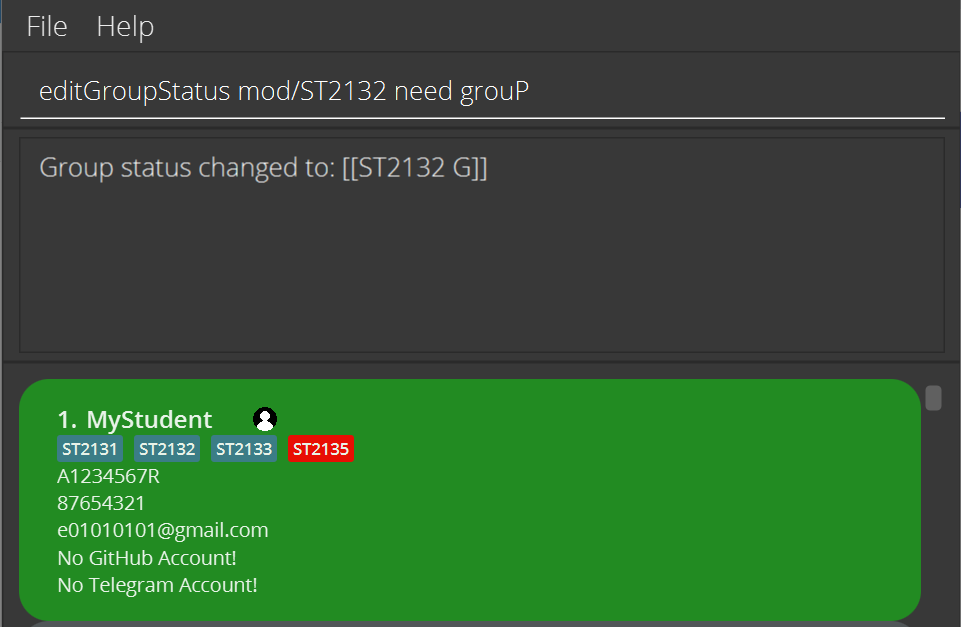 File Help
editGroupStatus mod/ST2132 need grouP
Group status changed to: [[ST2132 G]]
1. MyStudent
ST2131 ST2132 ST2133 ST2135
A1234567R
87654321
e01010101@gmail.com
No GitHub Account!
No Telegram Account!